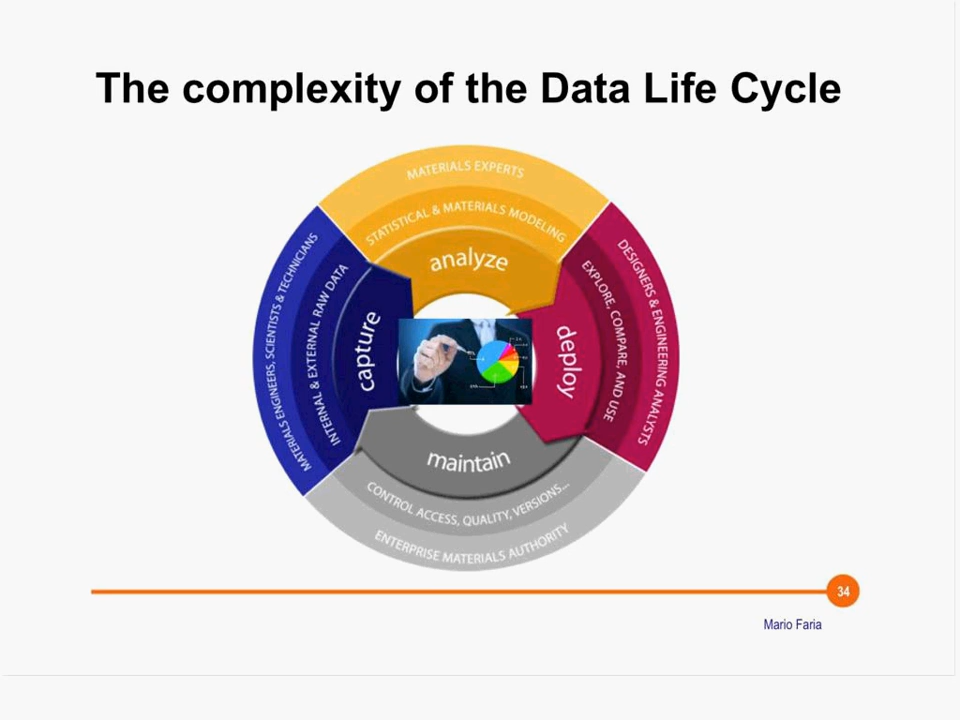 The complexity of the Data Life Cycle
MATERIALS EXPERTS
STATISTICAL & MATERIALS MODELING
analyze
MATERIALS ENGINEERS, SCIENTISTS & TECHNICIANS
INTERNAL & EXTERNAL RAW DATA
capture
deploy
EXPLORE, COMPARE, AND USE
DESIGNERS & ENGINEERING ANALYSTS
maintain
CONTROL ACCESS, QUALITY, VERSIONS...
ENTERPRISE MATERIALS AUTHORITY
34
Mario Faria